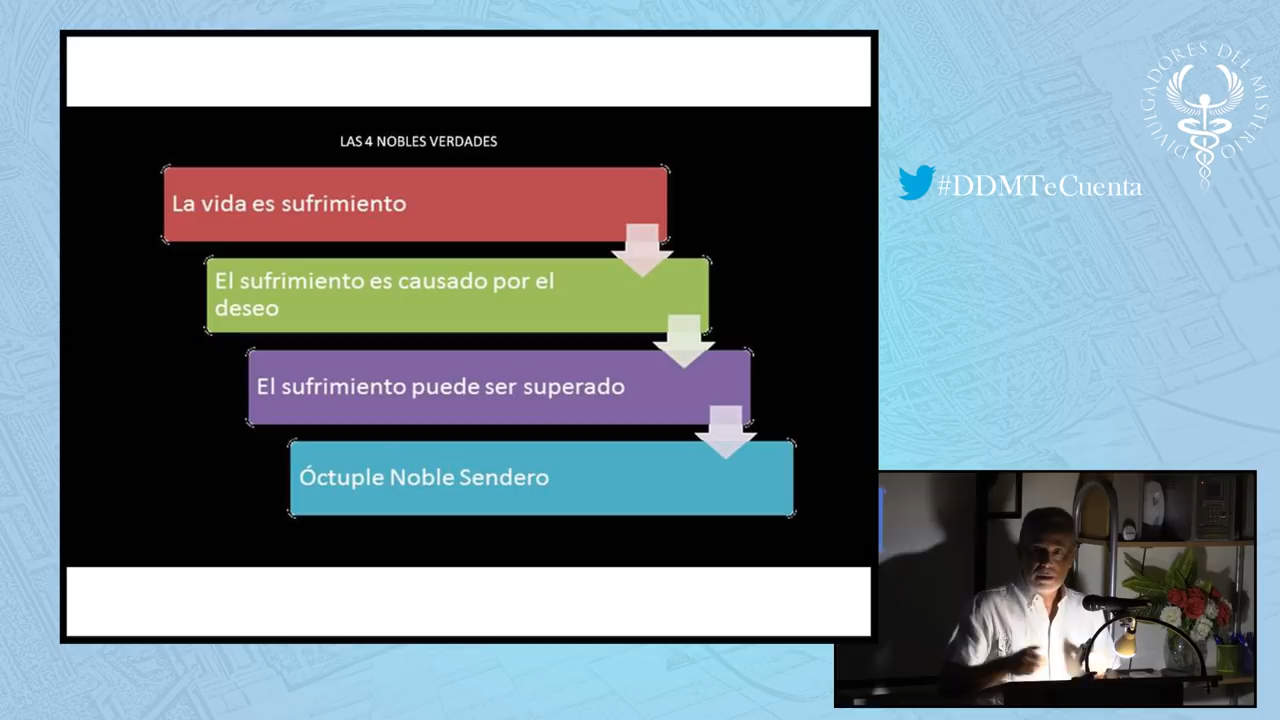 LAS 4 NOBLES VERDADES
La vida es sufrimiento
El sufrimiento es causado por el
deseo
El sufrimiento puede ser superado
Óctuple Noble Sendero
#DDMTeCuenta
DIVULGADORES DEL MISTERIO